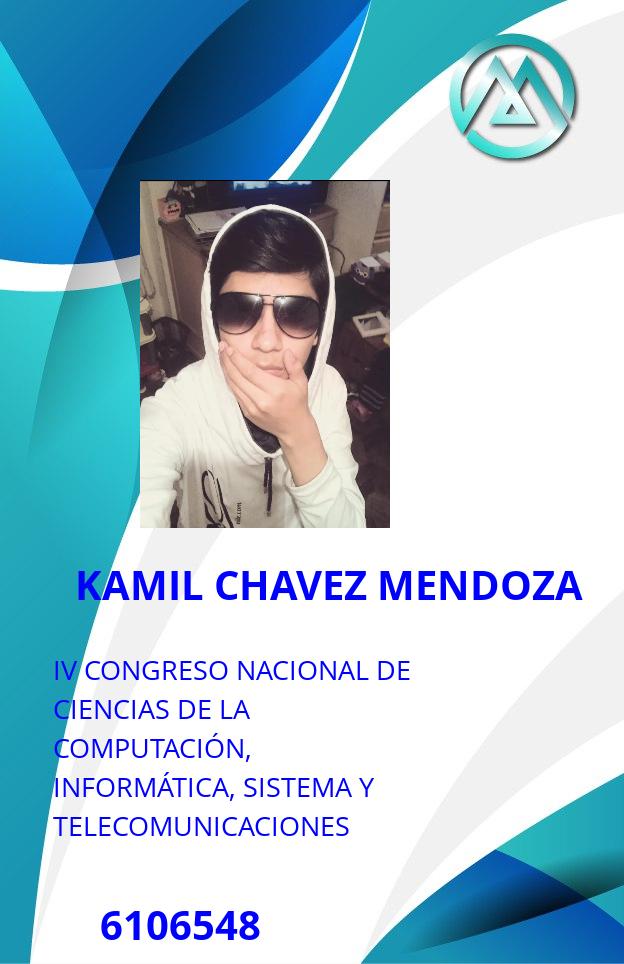 KAMIL CHAVEZ MENDOZA
IV CONGRESO NACIONAL DE
CIENCIAS DE LA
COMPUTACIÓN,
INFORMÁTICA, SISTEMA Y
TELECOMUNICACIONES
6106548